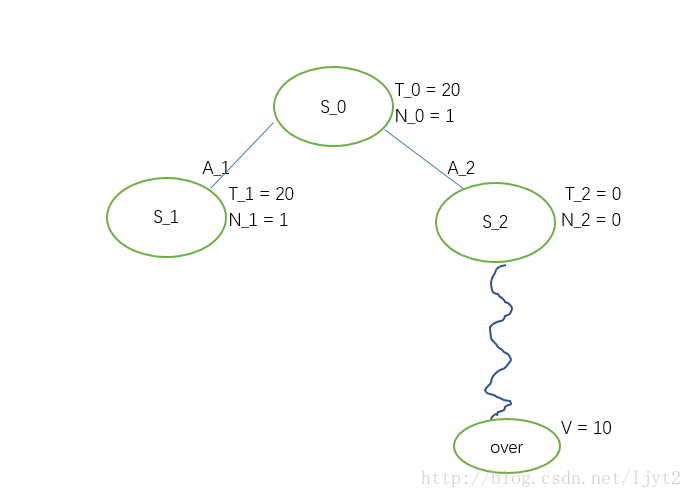 S_0
T_0 = 20
N_0 = 1
A_1
A_2
S_1
T_1 = 20
N_1 = 1
S_2
T_2 = 0
N_2 = 0
over
V = 10
http://blog.csdn.net/ljyt2